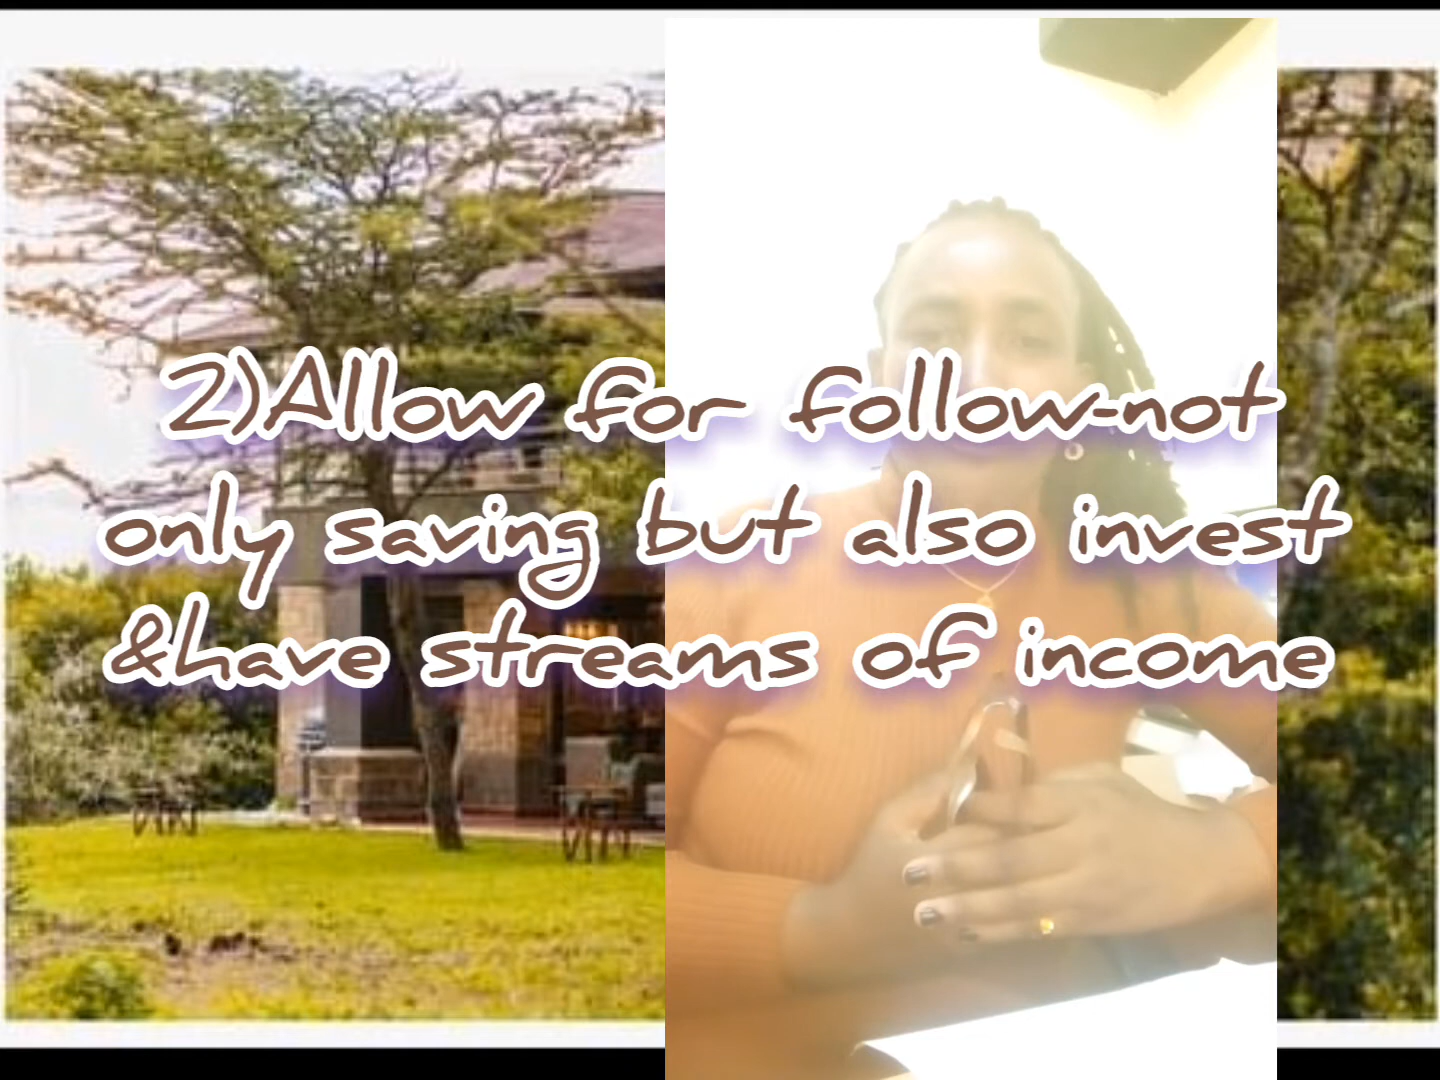 2)Allow for follow-not
only saving but also invest
&have streams of income